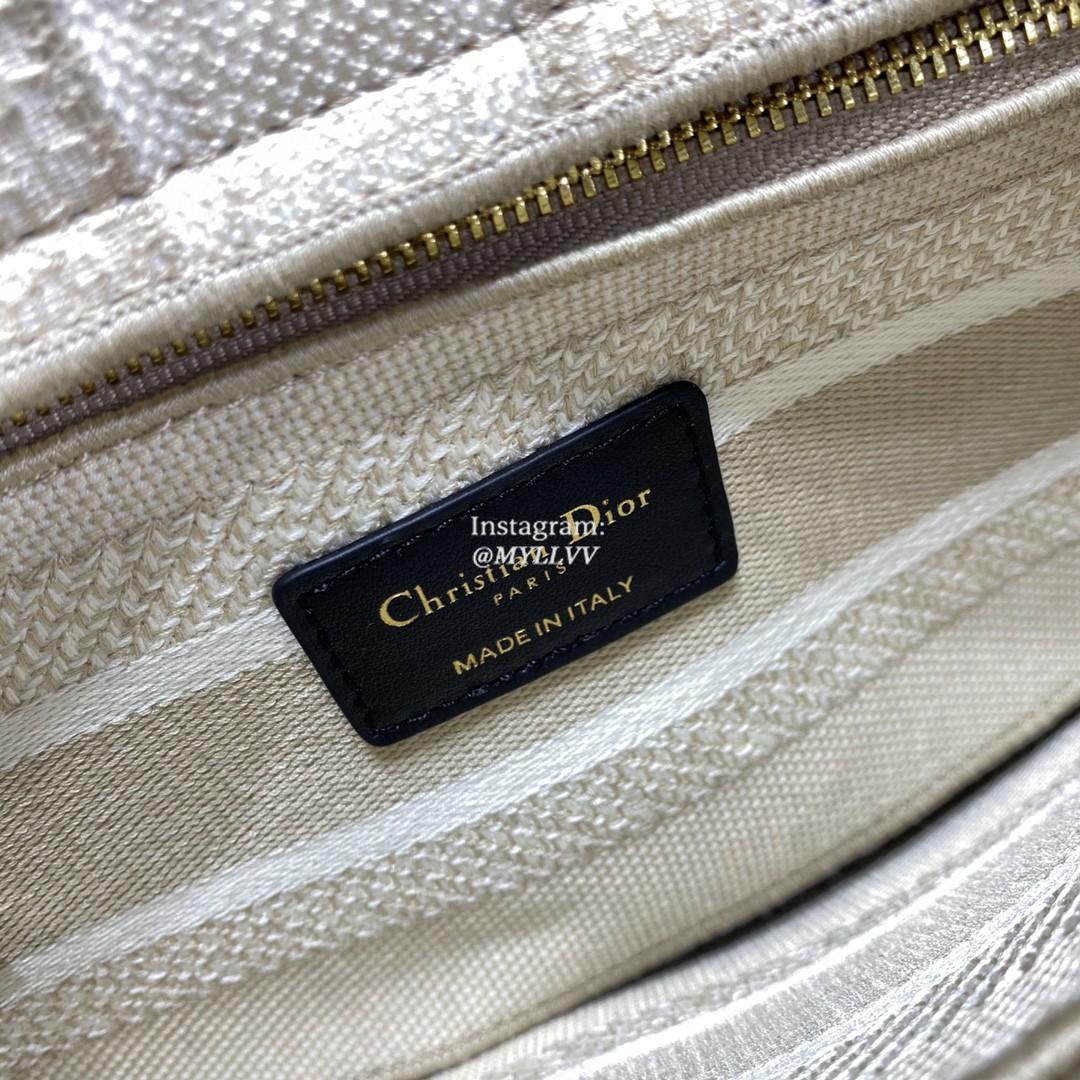 Christian Dior
PARIS
MADE IN ITALY
Instagram:
@MYLLVV